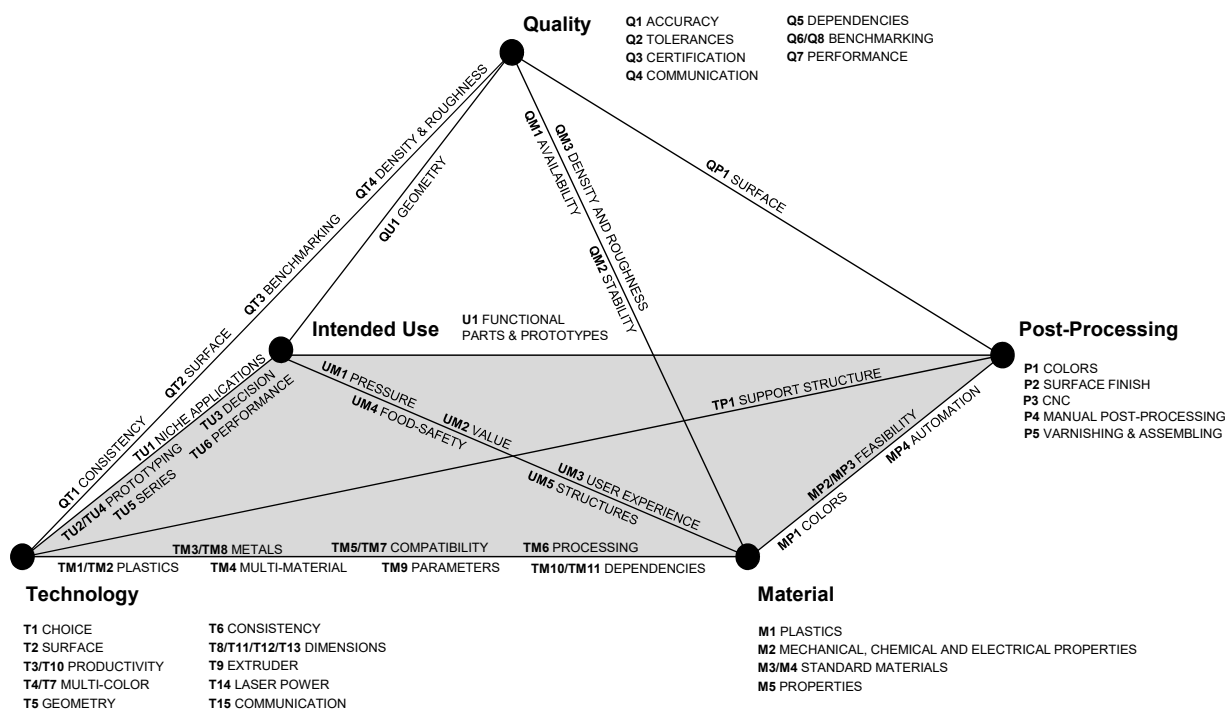 Quality
Q1 ACCURACY
Q2 TOLERANCES
Q3 CERTIFICATION
Q4 COMMUNICATION
Q5 DEPENDENCIES
Q6/Q8 BENCHMARKING
Q7 PERFORMANCE
QT1 CONSISTENCY
QT2 SURFACE
QT3 BENCHMARKING
QT4 DENSITY & ROUGHNESS
QU1 GEOMETRY
QM1 AVAILABILITY
QM3 DENSITY AND ROUGHNESS
QM2 STABILITY
QP1 SURFACE
Intended Use
U1 FUNCTIONAL
PARTS & PROTOTYPES
Post-Processing
P1 COLORS
P2 SURFACE FINISH
P3 CNC
P4 MANUAL POST-PROCESSING
P5 VARNISHING & ASSEMBLING
TU1 NICHE APPLICATIONS
TU2/TU4 PROTOTYPING
TU3 DECISION
TU5 SERIES
TU6 PERFORMANCE
UM1 PRESSURE
UM4 FOOD-SAFETY
UM2 VALUE
UM3 USER EXPERIENCE
UM5 STRUCTURES
TP1 SUPPORT STRUCTURE
MP1 COLORS
MP2/MP3 FEASIBILITY
MP4 AUTOMATION
TM3/TM8 METALS
TM5/TM7 COMPATIBILITY
TM6 PROCESSING
TM1/TM2 PLASTICS
TM4 MULTI-MATERIAL
TM9 PARAMETERS
TM10/TM11 DEPENDENCIES
Technology
T1 CHOICE
T2 SURFACE
T3/T10 PRODUCTIVITY
T4/T7 MULTI-COLOR
T5 GEOMETRY
T6 CONSISTENCY
T8/T11/T12/T13 DIMENSIONS
T9 EXTRUDER
T14 LASER POWER
T15 COMMUNICATION
Material
M1 PLASTICS
M2 MECHANICAL, CHEMICAL AND ELECTRICAL PROPERTIES
M3/M4 STANDARD MATERIALS
M5 PROPERTIES